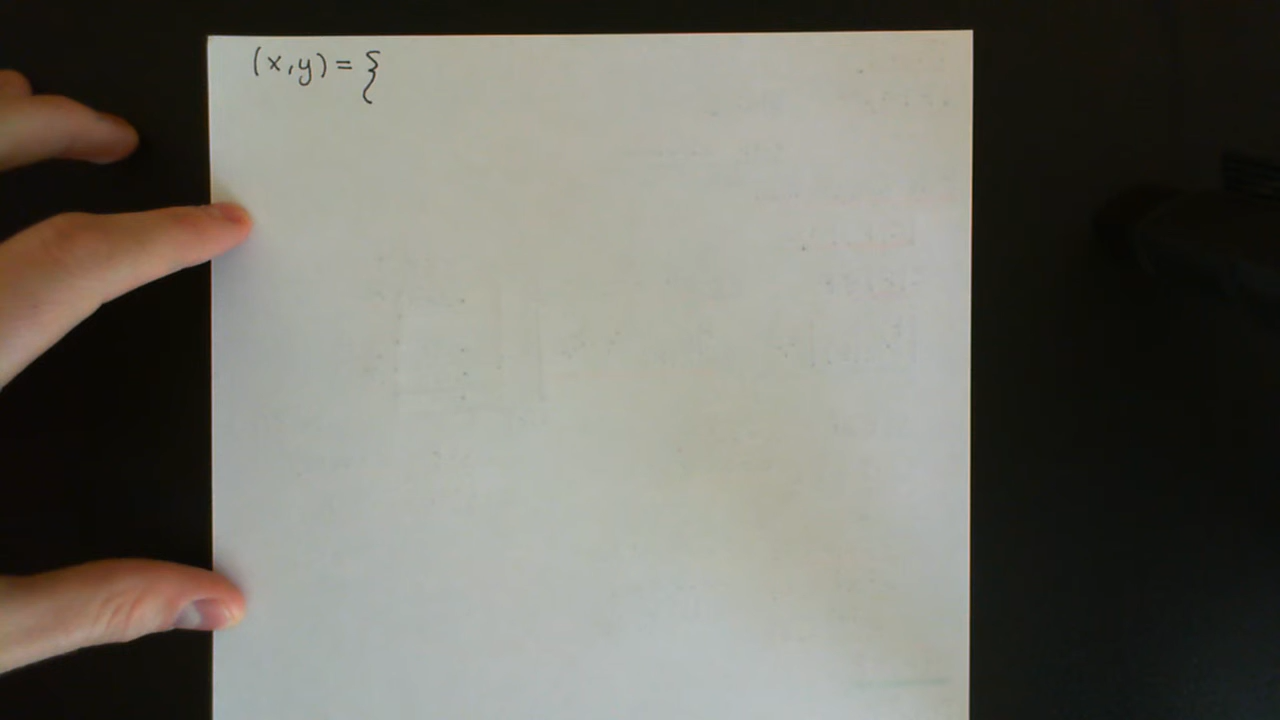 (x,y) = {